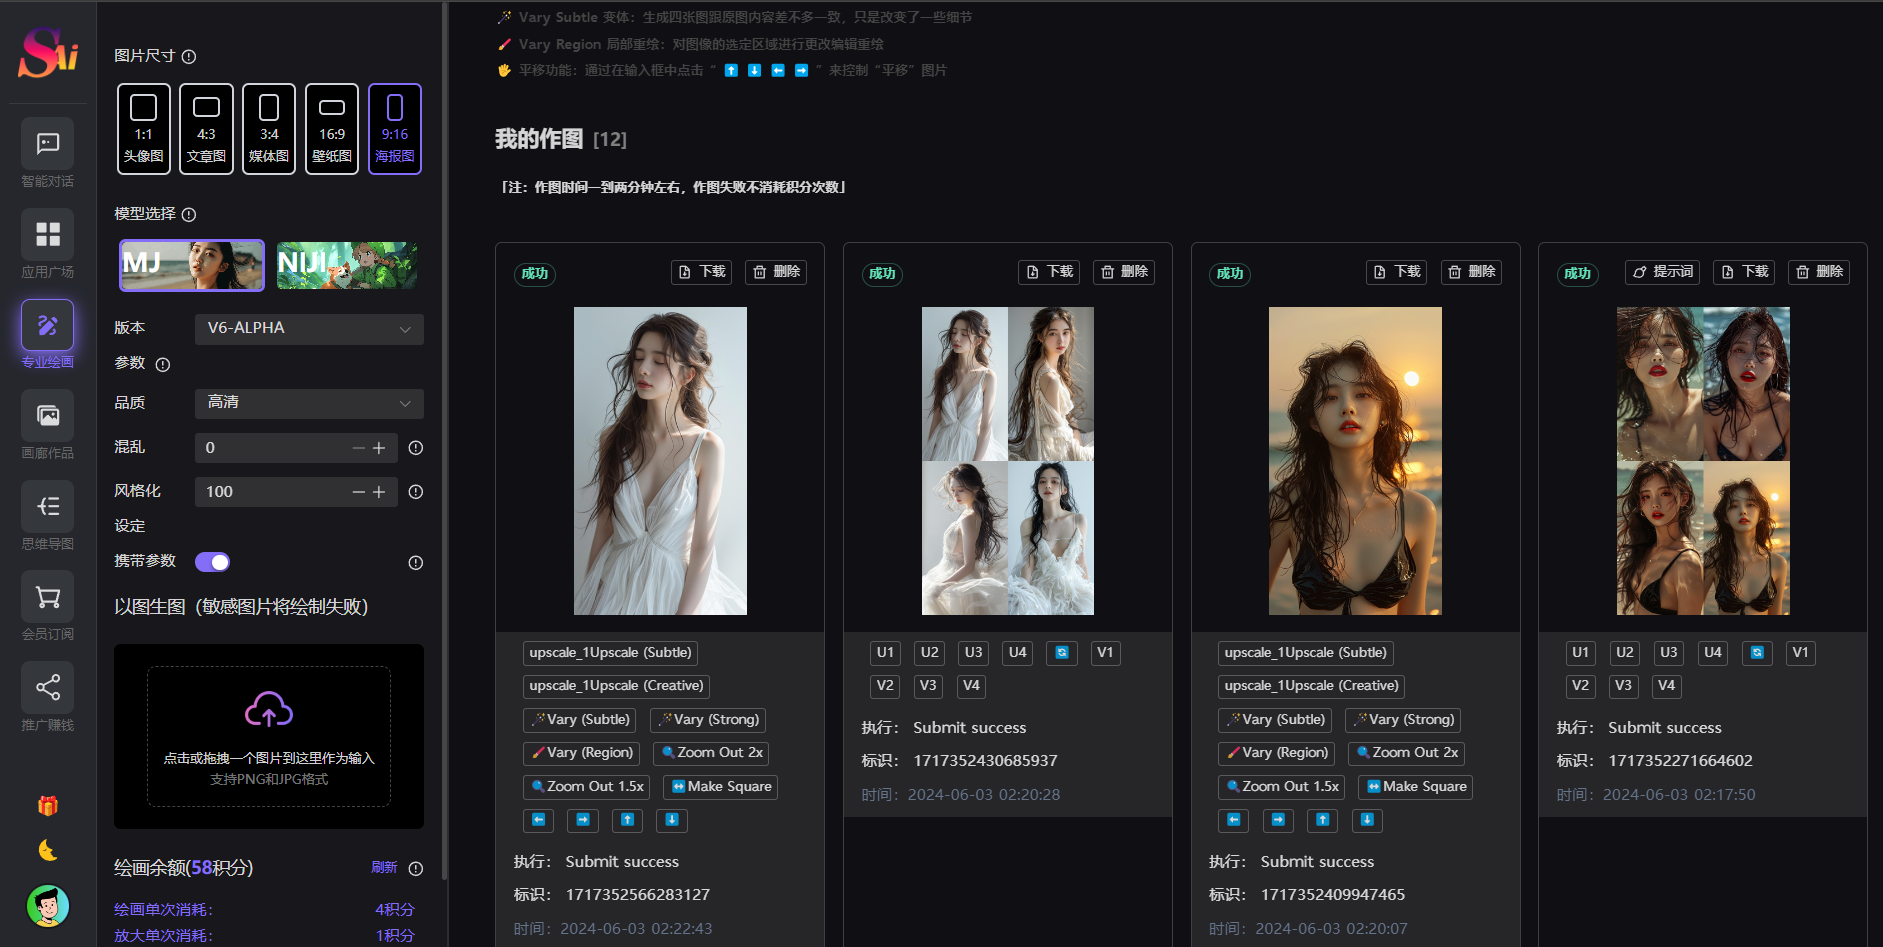 SAi
智能对话
应用广场
专业绘画
画廊作品
思维导图
会员订阅
推广赚钱
图片尺寸
1:1
头像图
4:3
文章图
3:4
媒体图
16:9
壁纸图
9:16
海报图
模型选择
MJ
NIJI
版本
V6-ALPHA
参数
品质
高清
混乱
0
风格化
100
设定
携带参数
以图生图（敏感图片将绘制失败）
点击或拖拽一个图片到这里作为输入
支持PNG和JPG格式
绘画余额(58积分)
刷新
绘画单次消耗：
4积分
放大单次消耗：
1积分
Vary Subtle 变体：生成四张图跟原图内容差不多一致，只是改变了一些细节
Vary Region 局部重绘：对图像的选定区域进行更改编辑重绘
平移功能：通过在输入框中点击 “ ⬆️ ⬇️ ⬅️ ➡️ ” 来控制 “平移” 图片
我的作图 [12]
「注：作图时间一到两分钟左右，作图失败不消耗积分次数」
成功
下载
删除
upscale_1Upscale (Subtle)
upscale_1Upscale (Creative)
Vary (Subtle)
Vary (Strong)
Vary (Region)
Zoom Out 2x
Zoom Out 1.5x
Make Square
执行： Submit success
标识： 1717352566283127
时间：2024-06-03 02:22:43
成功
下载
删除
U1
U2
U3
U4
V1
V2
V3
V4
执行： Submit success
标识： 1717352430685937
时间：2024-06-03 02:20:28
成功
下载
删除
upscale_1Upscale (Subtle)
upscale_1Upscale (Creative)
Vary (Subtle)
Vary (Strong)
Vary (Region)
Zoom Out 2x
Zoom Out 1.5x
Make Square
执行： Submit success
标识： 1717352409947465
时间：2024-06-03 02:20:07
成功
提示词
下载
删除
U1
U2
U3
U4
V1
V2
V3
V4
执行： Submit success
标识： 1717352271664602
时间：2024-06-03 02:17:50